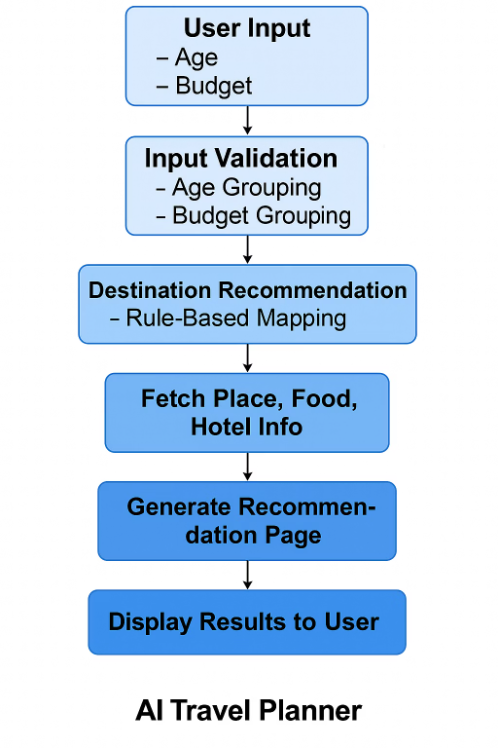 User Input
– Age
– Budget
Input Validation
– Age Grouping
– Budget Grouping
Destination Recommendation
– Rule-Based Mapping
Fetch Place, Food,
Hotel Info
Generate Recommen-
dation Page
Display Results to User
AI Travel Planner